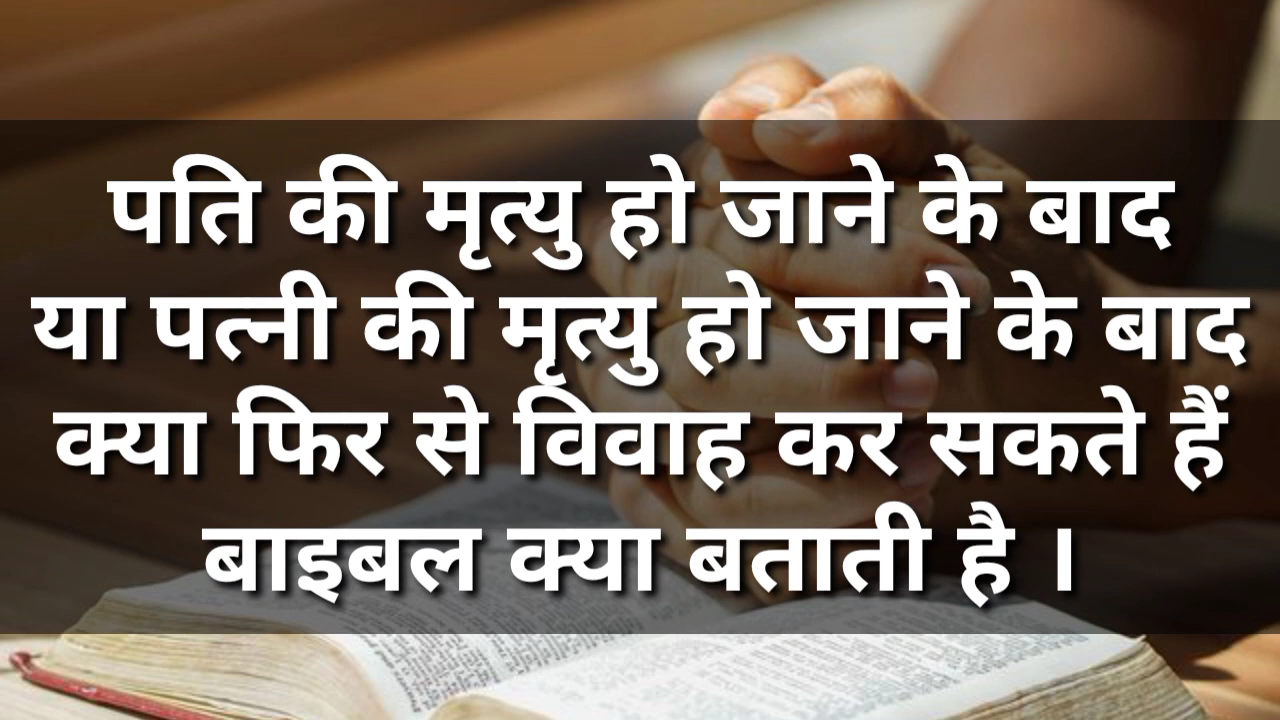 पति की मृत्यु हो जाने के बाद
या पत्नी की मृत्यु हो जाने के बाद
क्या फिर से विवाह कर सकते हैं
बाइबल क्या बताती है ।